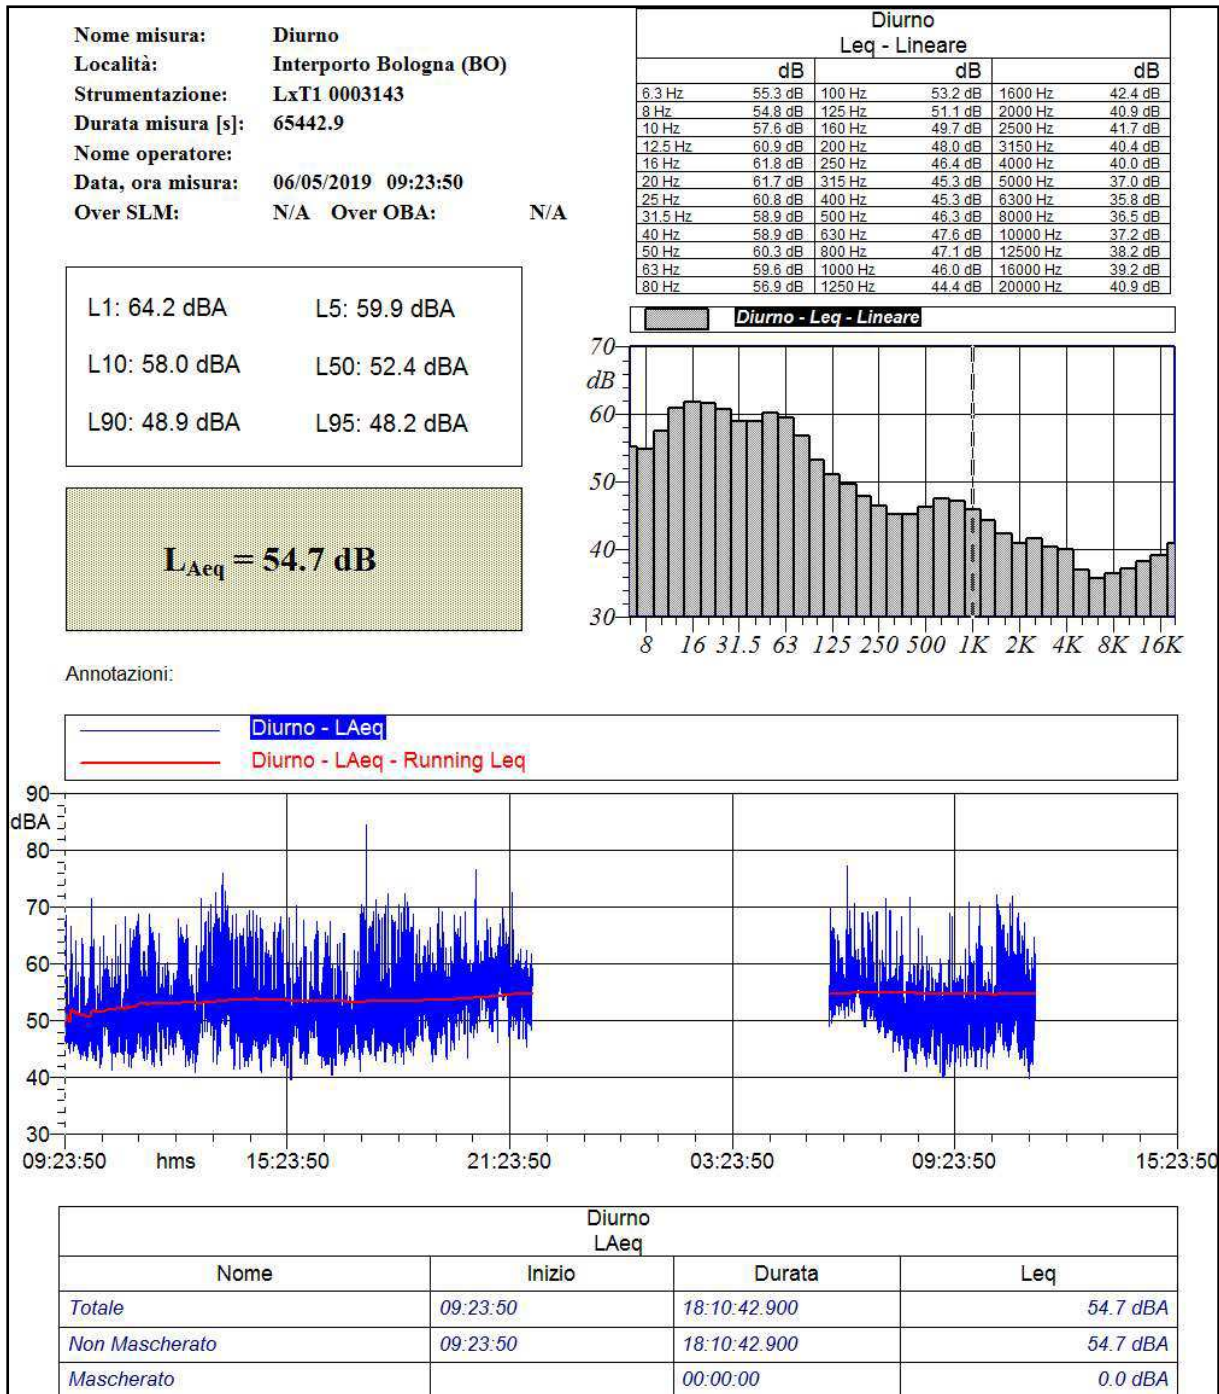 Nome misura: Diurno
Località: Interporto Bologna (BO)
Strumentazione: LxT1 0003143
Durata misura [s]: 65442.9
Nome operatore:
Data, ora misura: 06/05/2019 09:23:50
Over SLM: N/A Over OBA: N/A
Diurno
Leq - Lineare
dB dB dB
6.3 Hz 55.3 dB 100 Hz 53.2 dB 1600 Hz 42.4 dB
8 Hz 54.8 dB 125 Hz 51.1 dB 2000 Hz 40.9 dB
10 Hz 57.6 dB 160 Hz 49.7 dB 2500 Hz 41.7 dB
12.5 Hz 60.9 dB 200 Hz 48.0 dB 3150 Hz 40.4 dB
16 Hz 61.8 dB 250 Hz 46.4 dB 4000 Hz 40.0 dB
20 Hz 61.7 dB 315 Hz 45.3 dB 5000 Hz 37.0 dB
25 Hz 60.8 dB 400 Hz 45.3 dB 6300 Hz 35.8 dB
31.5 Hz 58.9 dB 500 Hz 46.3 dB 8000 Hz 36.5 dB
40 Hz 58.9 dB 630 Hz 47.6 dB 10000 Hz 37.2 dB
50 Hz 60.3 dB 800 Hz 47.1 dB 12500 Hz 38.2 dB
63 Hz 59.6 dB 1000 Hz 46.0 dB 16000 Hz 39.2 dB
80 Hz 56.9 dB 1250 Hz 44.4 dB 20000 Hz 40.9 dB
L1: 64.2 dBA L5: 59.9 dBA
L10: 58.0 dBA L50: 52.4 dBA
L90: 48.9 dBA L95: 48.2 dBA
LAeq = 54.7 dB
Diurno - Leq - Lineare
70
dB
60
50
40
30
8 16 31.5 63 125 250 500 1K 2K 4K 8K 16K
Annotazioni:
Diurno - LAeq
Diurno - LAeq - Running Leq
90
dBA
80
70
60
50
40
30
09:23:50 hms 15:23:50 21:23:50 03:23:50 09:23:50 15:23:50
Diurno
LAeq
Nome Inizio Durata Leq
Totale 09:23:50 18:10:42.900 54.7 dBA
Non Mascherato 09:23:50 18:10:42.900 54.7 dBA
Mascherato 00:00:00 0.0 dBA